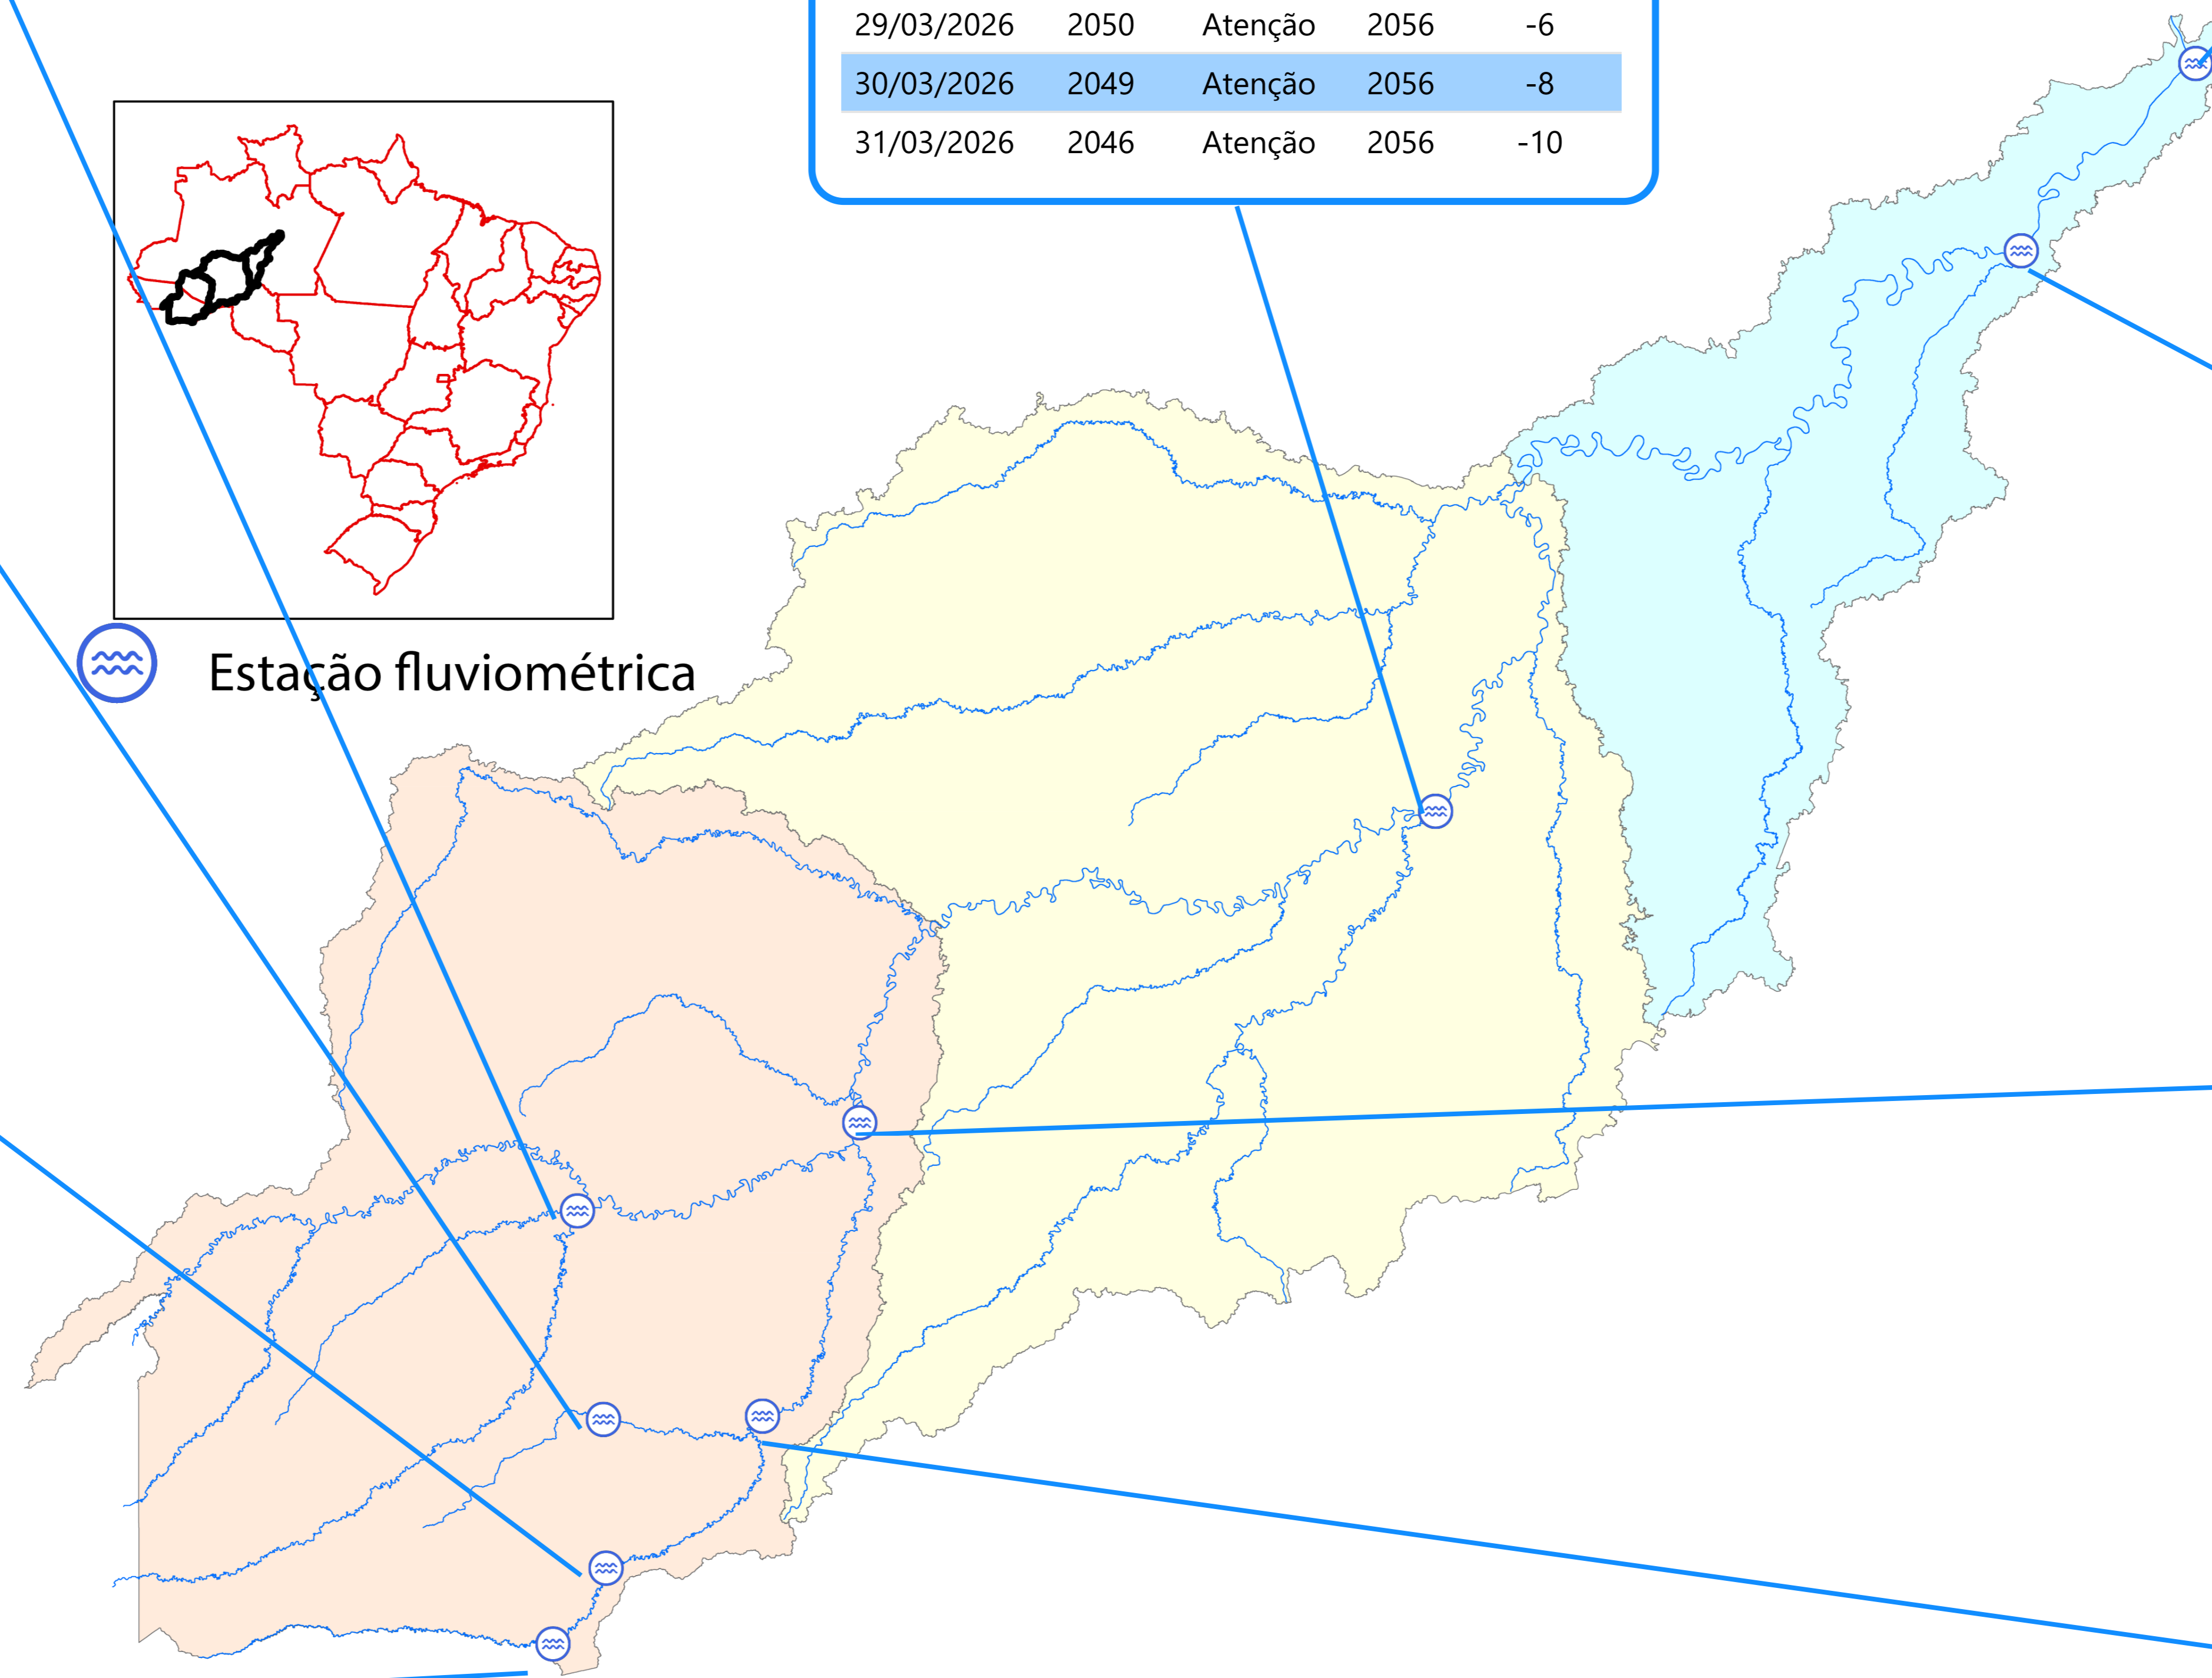 29/03/2026 2050 Atenção 2056 -6
30/03/2026 2049 Atenção 2056 -8
31/03/2026 2046 Atenção 2056 -10
Estação fluviométrica